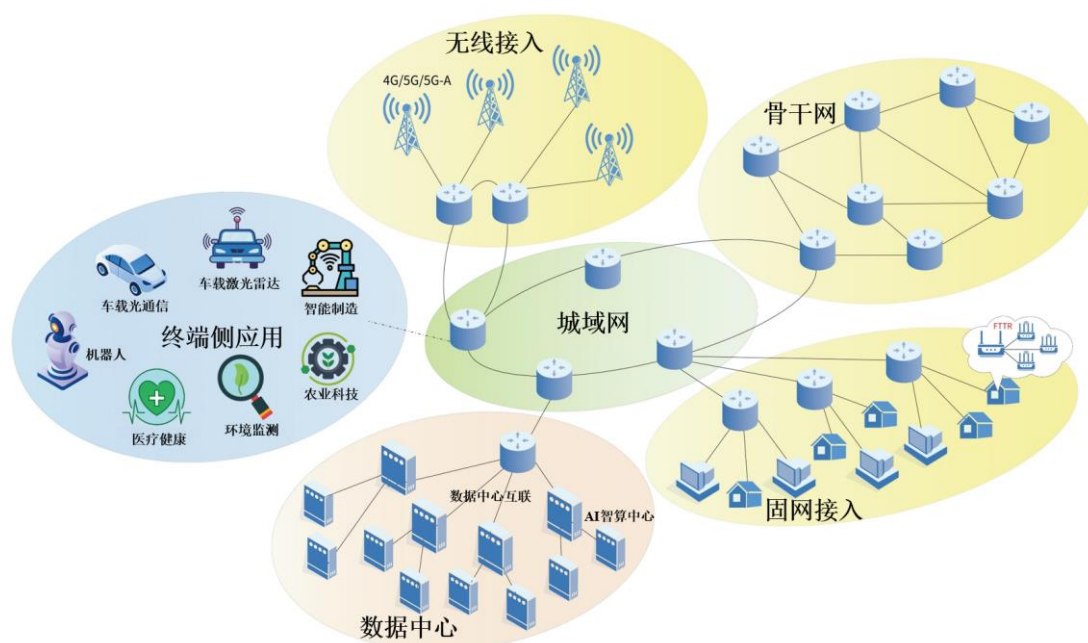 无线接入
4G/5G/5G-A
骨干网
车载光通信
车载激光雷达
智能制造
机器人
终端侧应用
农业科技
医疗健康
环境监测
城域网
FTTR
固网接入
数据中心互联
AI智算中心
数据中心